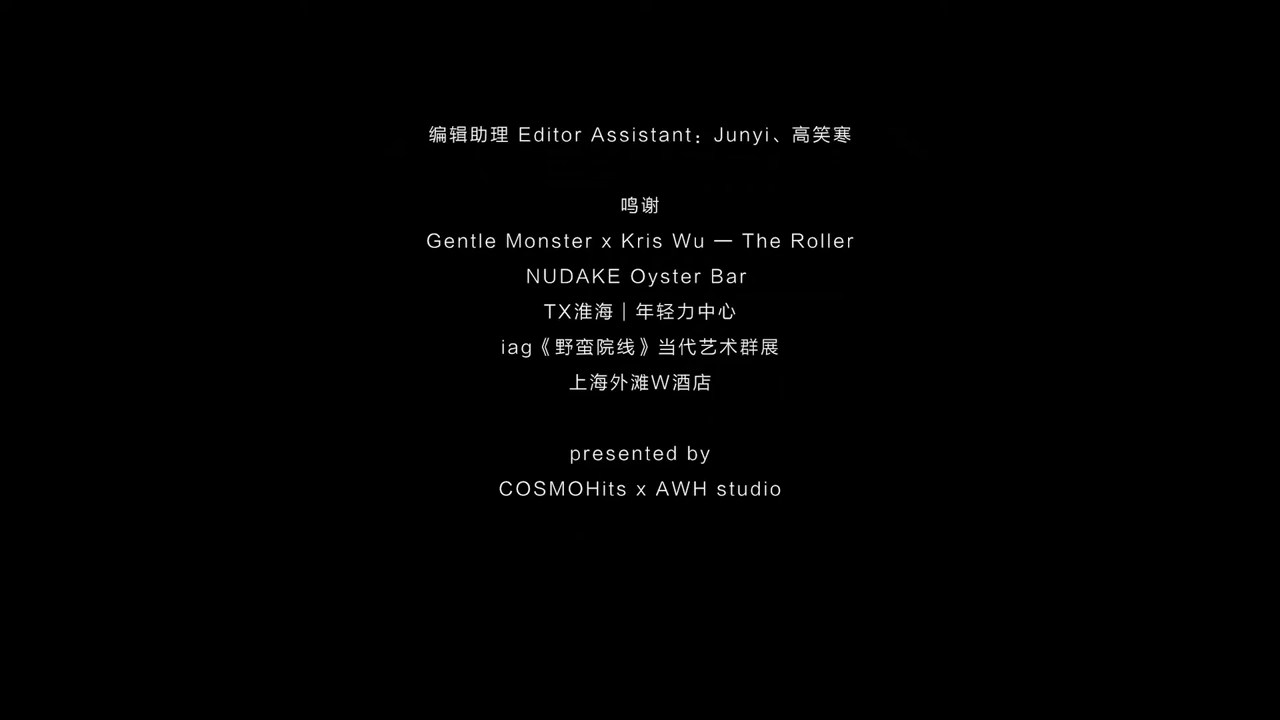 编辑助理 Editor Assistant：Junyi、高笑寒
鸣谢
Gentle Monster x Kris Wu — The Roller
NUDAKE Oyster Bar
TX淮海｜年轻力中心
iag《野蛮院线》当代艺术群展
上海外滩W酒店
presented by
COSMOHits x AWH studio